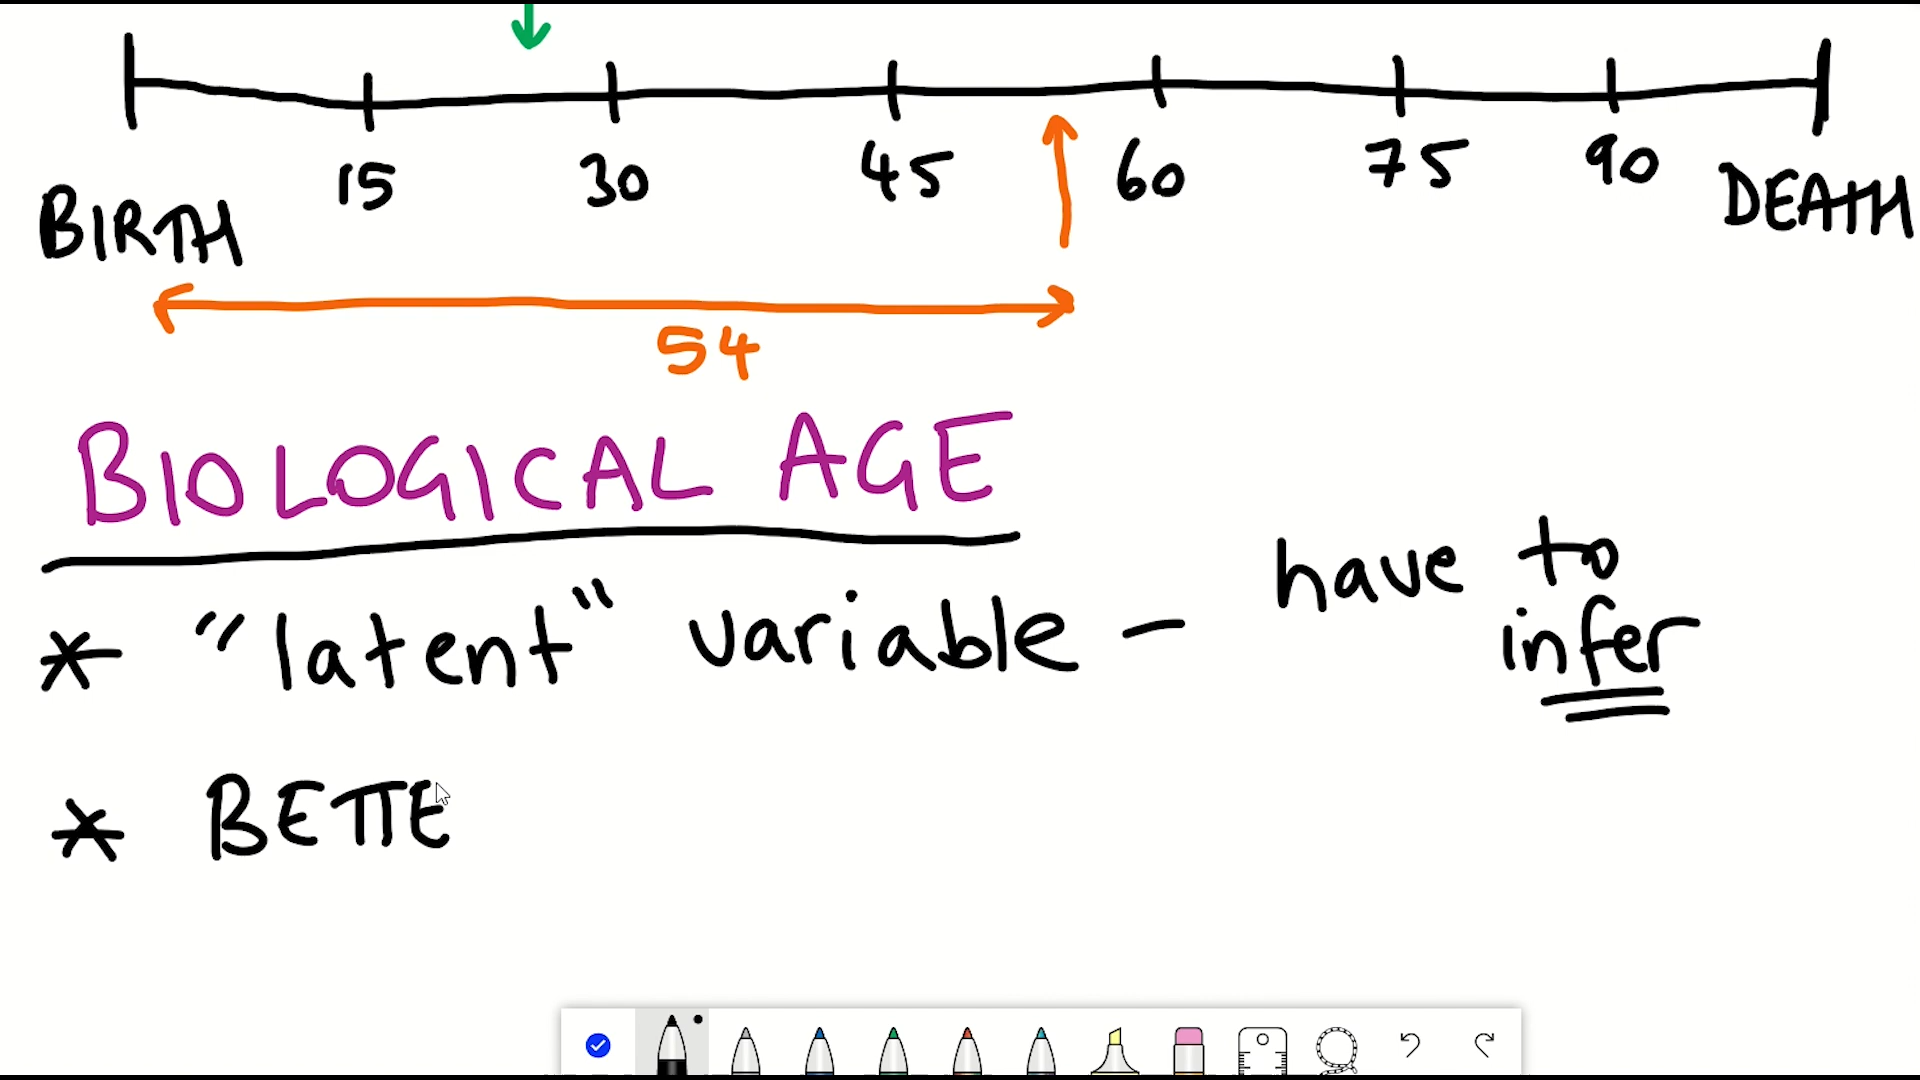 15 30 45 60 75 90
BIRTH DEATH
54
BIOLOGICAL AGE
* "latent" variable - have to
infer
* BETTE